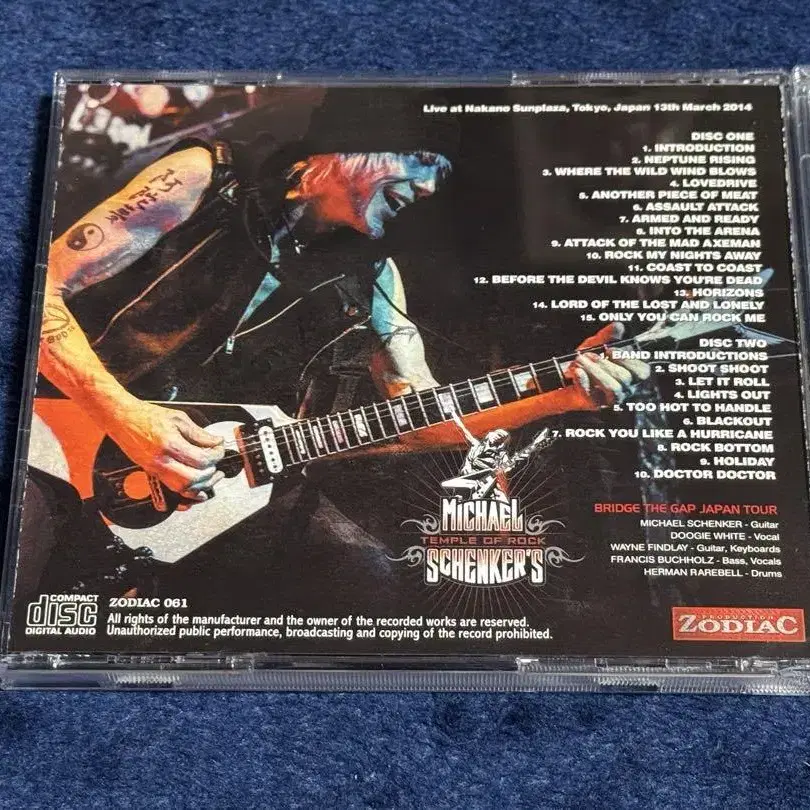 Live at Nakano Sunplaza, Tokyo, Japan 13th March 2014
DISC ONE
1. INTRODUCTION
2. NEPTUNE RISING
3. WHERE THE WILD WIND BLOWS
4. LOVEDRIVE
5. ANOTHER PIECE OF MEAT
6. ASSAULT ATTACK
7. ARMED AND READY
8. INTO THE ARENA
9. ATTACK OF THE MAD AXEMAN
10. ROCK MY NIGHTS AWAY
11. COAST TO COAST
12. BEFORE THE DEVIL KNOWS YOU'RE DEAD
13. HORIZONS
14. LORD OF THE LOST AND LONELY
15. ONLY YOU CAN ROCK ME
DISC TWO
1. BAND INTRODUCTIONS
2. SHOOT SHOOT
3. LET IT ROLL
4. LIGHTS OUT
5. TOO HOT TO HANDLE
6. BLACKOUT
7. ROCK YOU LIKE A HURRICANE
8. ROCK BOTTOM
9. HOLIDAY
10. DOCTOR DOCTOR
MICHAEL
TEMPLE OF ROCK
SCHENKER'S
BRIDGE THE GAP JAPAN TOUR
MICHAEL SCHENKER - Guitar
DOOGIE WHITE - Vocal
WAYNE FINDLAY - Guitar, Keyboards
FRANCIS BUCHHOLZ - Bass, Vocals
HERMAN RAREBELL - Drums
COMPACT
disc
DIGITAL AUDIO
ZODIAC 061
All rights of the manufacturer and the owner of the recorded works are reserved.
Unauthorized public performance, broadcasting and copying of the record prohibited.
PRODUCTION
ZODIAC